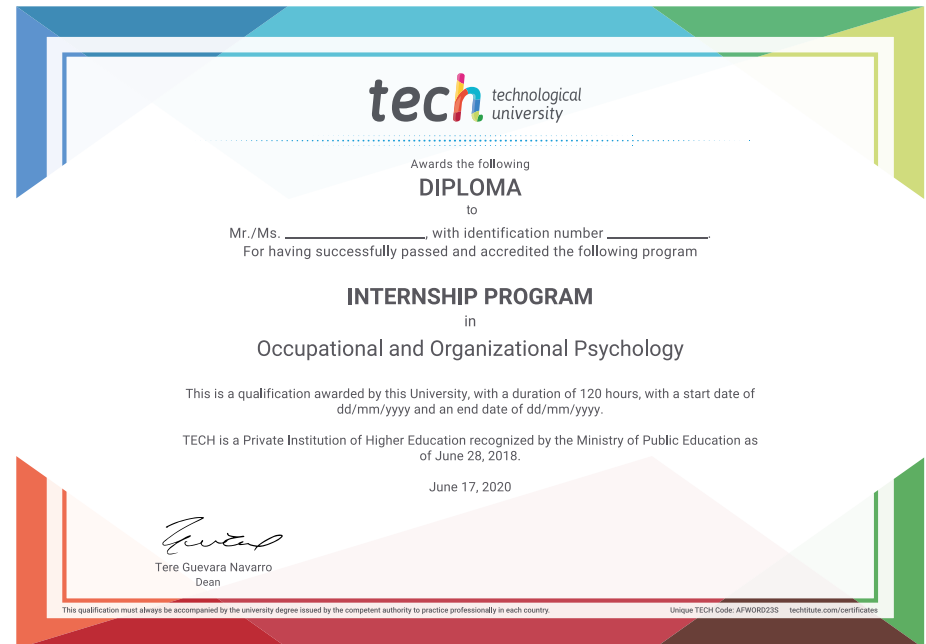 tech technological
university
Awards the following
DIPLOMA
to
Mr./Ms. ____________________, with identification number ______________.
For having successfully passed and accredited the following program
INTERNSHIP PROGRAM
in
Occupational and Organizational Psychology
This is a qualification awarded by this University, with a duration of 120 hours, with a start date of
dd/mm/yyyy and an end date of dd/mm/yyyy.
TECH is a Private Institution of Higher Education recognized by the Ministry of Public Education as
of June 28, 2018.
June 17, 2020
Tere Guevara Navarro
Dean
This qualification must always be accompanied by the university degree issued by the competent authority to practice professionally in each country.
Unique TECH Code: AFWORD23S techtitute.com/certificates